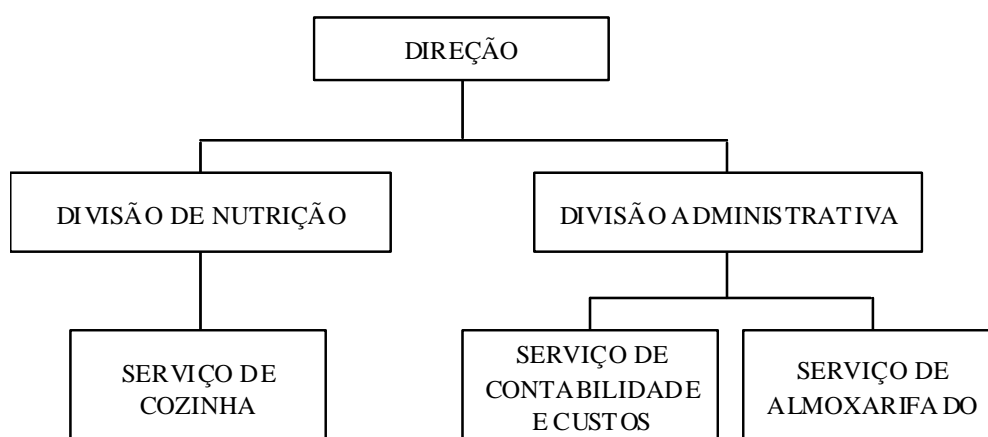 DIREÇÃO
DIVISÃO DE NUTRIÇÃO
DIVISÃO ADMINISTRATIVA
SERVIÇO DE
COZINHA
SERVIÇO DE
CONTABILIDADE
E CUSTOS
SERVIÇO DE
ALMOXARIFADO